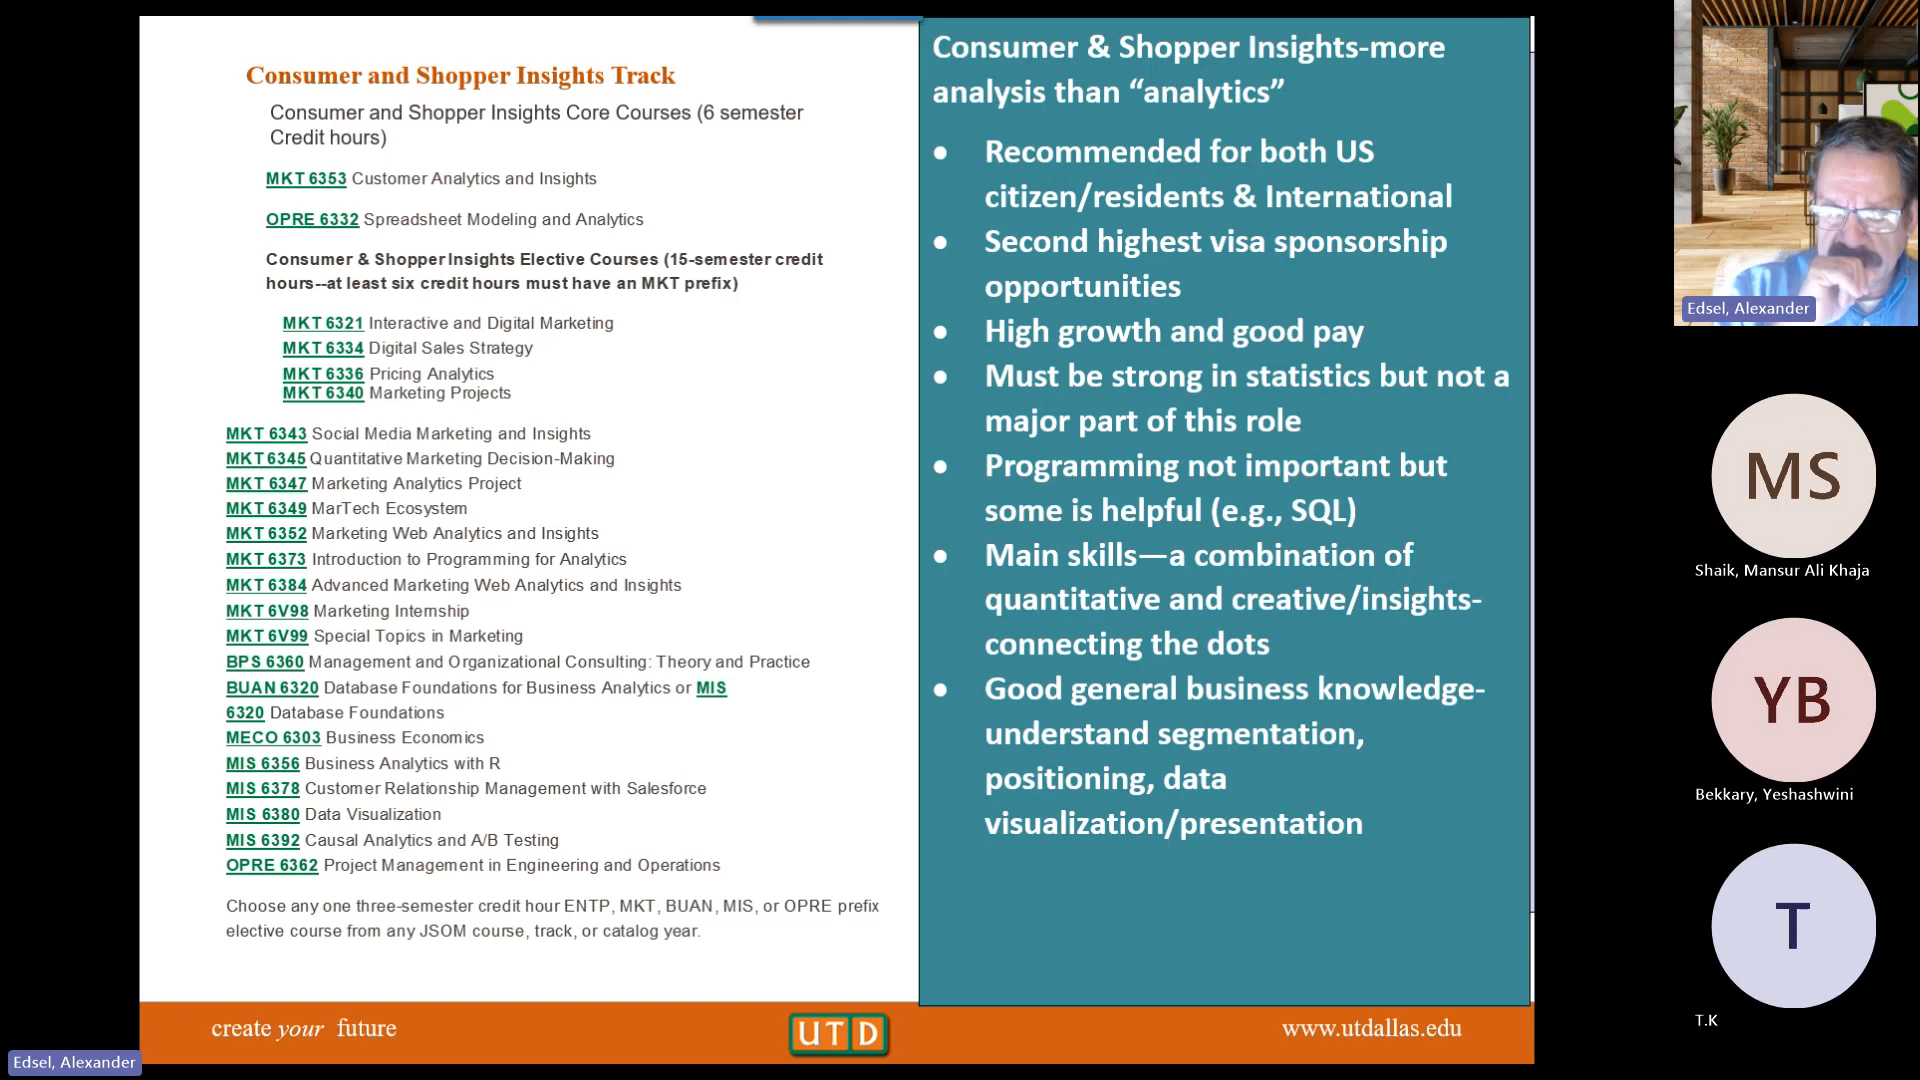 Consumer and Shopper Insights Track
Consumer and Shopper Insights Core Courses (6 semester
Credit hours)
MKT 6353 Customer Analytics and Insights
OPRE 6332 Spreadsheet Modeling and Analytics
Consumer & Shopper Insights Elective Courses (15-semester credit
hours--at least six credit hours must have an MKT prefix)
MKT 6321 Interactive and Digital Marketing
MKT 6334 Digital Sales Strategy
MKT 6336 Pricing Analytics
MKT 6340 Marketing Projects
MKT 6343 Social Media Marketing and Insights
MKT 6345 Quantitative Marketing Decision-Making
MKT 6347 Marketing Analytics Project
MKT 6349 MarTech Ecosystem
MKT 6352 Marketing Web Analytics and Insights
MKT 6373 Introduction to Programming for Analytics
MKT 6384 Advanced Marketing Web Analytics and Insights
MKT 6V98 Marketing Internship
MKT 6V99 Special Topics in Marketing
BPS 6360 Management and Organizational Consulting: Theory and Practice
BUAN 6320 Database Foundations for Business Analytics or MIS
6320 Database Foundations
MECO 6303 Business Economics
MIS 6356 Business Analytics with R
MIS 6378 Customer Relationship Management with Salesforce
MIS 6380 Data Visualization
MIS 6392 Causal Analytics and A/B Testing
OPRE 6362 Project Management in Engineering and Operations
Choose any one three-semester credit hour ENTP, MKT, BUAN, MIS, or OPRE prefix
elective course from any JSOM course, track, or catalog year.
Consumer & Shopper Insights-more
analysis than “analytics”
• Recommended for both US
citizen/residents & International
• Second highest visa sponsorship
opportunities
• High growth and good pay
• Must be strong in statistics but not a
major part of this role
• Programming not important but
some is helpful (e.g., SQL)
• Main skills—a combination of
quantitative and creative/insights-
connecting the dots
• Good general business knowledge-
understand segmentation,
positioning, data
visualization/presentation
create your future
UTD
www.utdallas.edu
Edsel, Alexander
Edsel, Alexander
MS
Shaik, Mansur Ali Khaja
YB
Bekkary, Yeshashwini
T
T.K